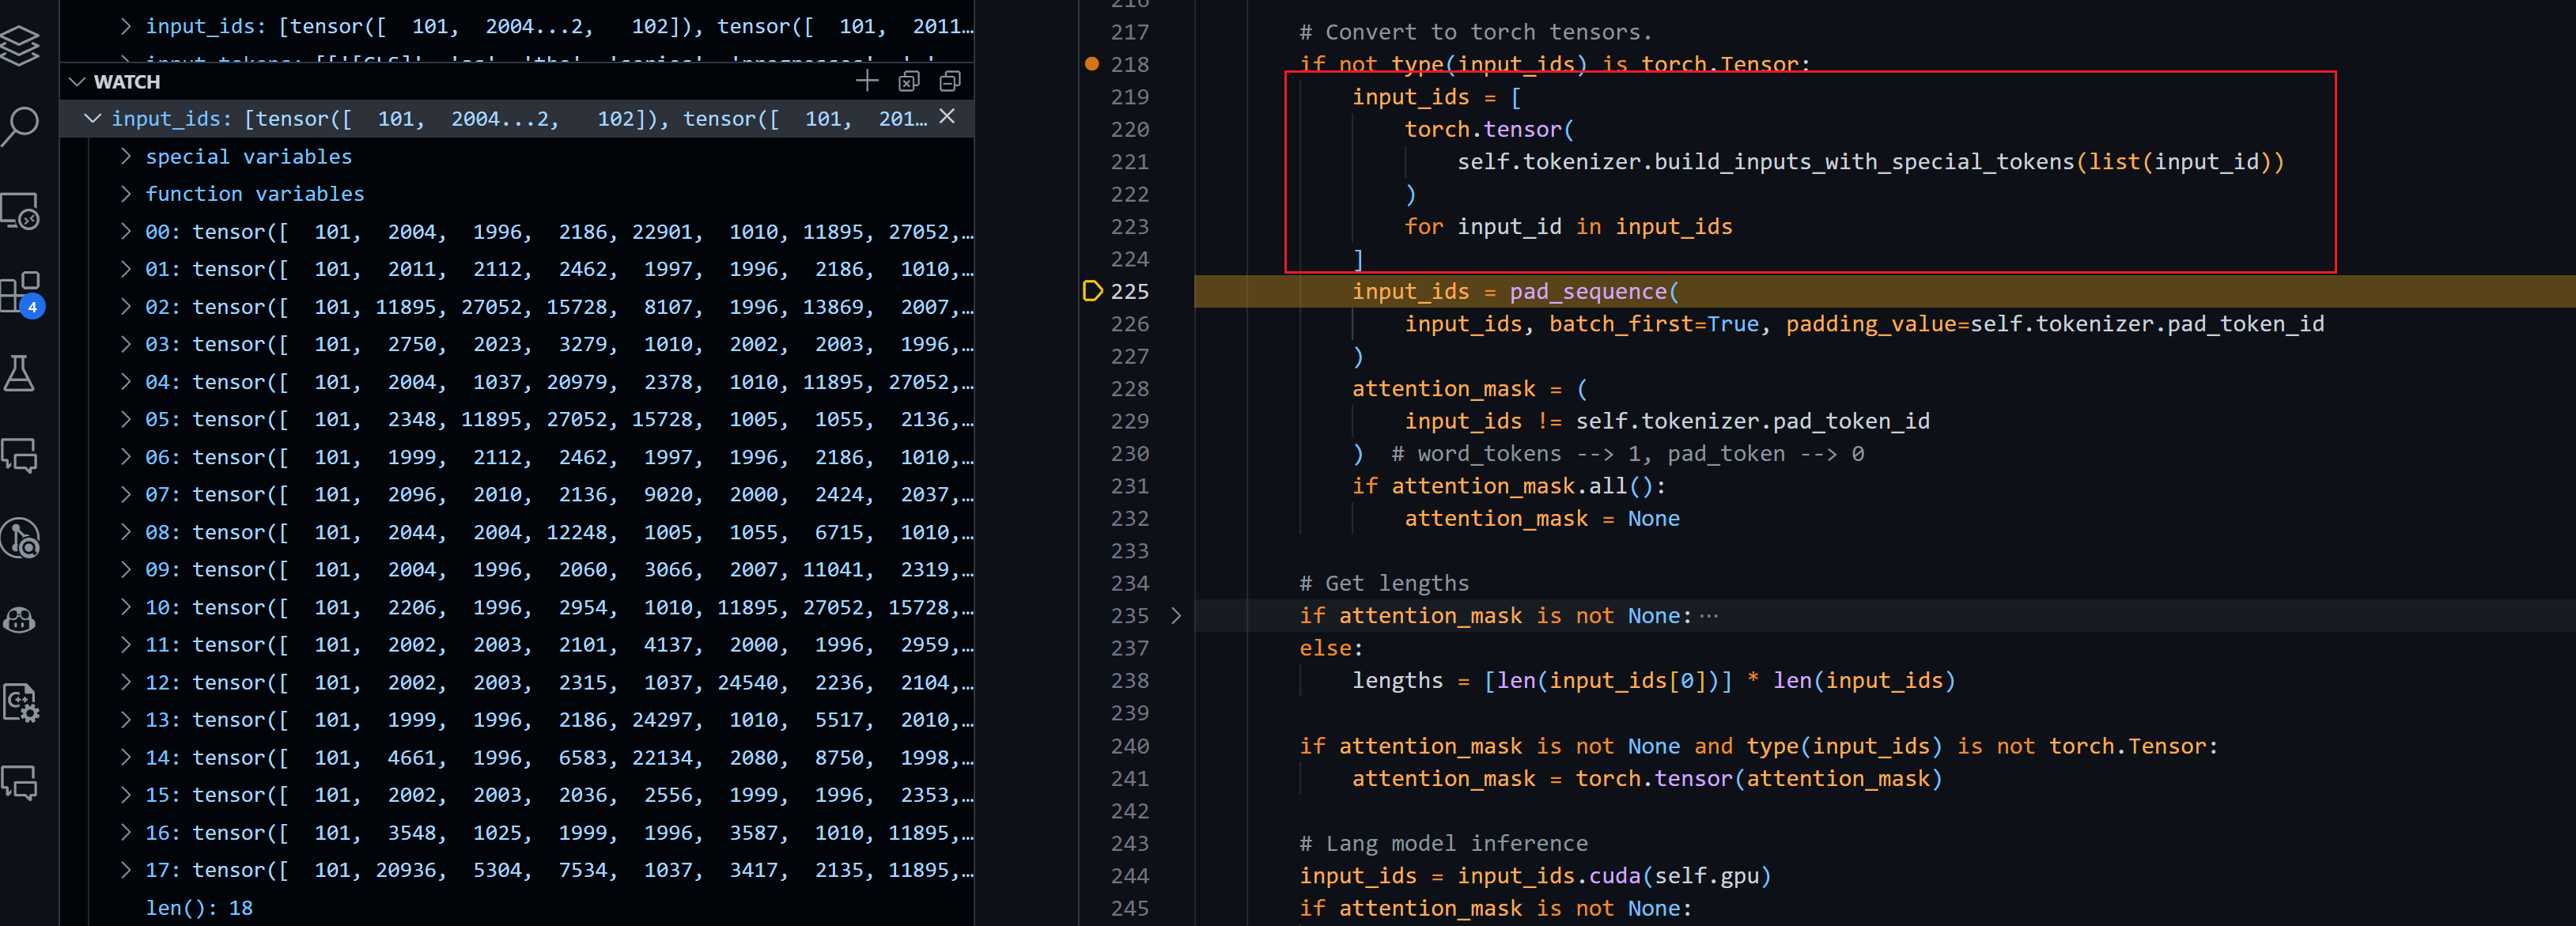 input_ids: [tensor([  101,  2004...2,   102]), tensor([  101,  2011...
WATCH
input_ids: [tensor([  101,  2004...2,   102]), tensor([  101,  201...
special variables
function variables
00: tensor([  101,  2004,  1996,  2186, 22901,  1010, 11895, 27052,...
01: tensor([  101,  2011,  2112,  2462,  1997,  1996,  2186,  1010,...
02: tensor([  101, 11895, 27052, 15728,  8107,  1996, 13869,  2007,...
03: tensor([  101,  2750,  2023,  3279,  1010,  2002,  2003,  1996,...
04: tensor([  101,  2004,  1037, 20979,  2378,  1010, 11895, 27052,...
05: tensor([  101,  2348, 11895, 27052, 15728,  1005,  1055,  2136,...
06: tensor([  101,  1999,  2112,  2462,  1997,  1996,  2186,  1010,...
07: tensor([  101,  2096,  2010,  2136,  9020,  2000,  2424,  2037,...
08: tensor([  101,  2044,  2004, 12248,  1005,  1055,  6715,  1010,...
09: tensor([  101,  2004,  1996,  2060,  3066,  2007, 11041,  2319,...
10: tensor([  101,  2206,  1996,  2954,  1010, 11895, 27052, 15728,...
11: tensor([  101,  2002,  2003,  2101,  4137,  2000,  1996,  2959,...
12: tensor([  101,  2002,  2003,  2315,  1037, 24540,  2236,  2104,...
13: tensor([  101,  1999,  1996,  2186, 24297,  1010,  5517,  2010,...
14: tensor([  101,  4661,  1996,  6583, 22134,  2080,  8750,  1998,...
15: tensor([  101,  2002,  2003,  2036,  2556,  1999,  1996,  2353,...
16: tensor([  101,  3548,  1025,  1999,  1996,  3587,  1010, 11895,...
17: tensor([  101, 20936,  5304,  7534,  1037,  3417,  2135, 11895,...
len(): 18
4
216
217 # Convert to torch tensors.
218 if not type(input_ids) is torch.Tensor:
219 input_ids = [
220 torch.tensor(
221 self.tokenizer.build_inputs_with_special_tokens(list(input_id))
222 )
223 for input_id in input_ids
224 ]
225 input_ids = pad_sequence(
226 input_ids, batch_first=True, padding_value=self.tokenizer.pad_token_id
227 )
228 attention_mask = (
229 input_ids != self.tokenizer.pad_token_id
230 ) # word_tokens --> 1, pad_token --> 0
231 if attention_mask.all():
232 attention_mask = None
233
234 # Get lengths
235 if attention_mask is not None:···
237 else:
238 lengths = [len(input_ids[0])] * len(input_ids)
239
240 if attention_mask is not None and type(input_ids) is not torch.Tensor:
241 attention_mask = torch.tensor(attention_mask)
242
243 # Lang model inference
244 input_ids = input_ids.cuda(self.gpu)
245 if attention_mask is not None: